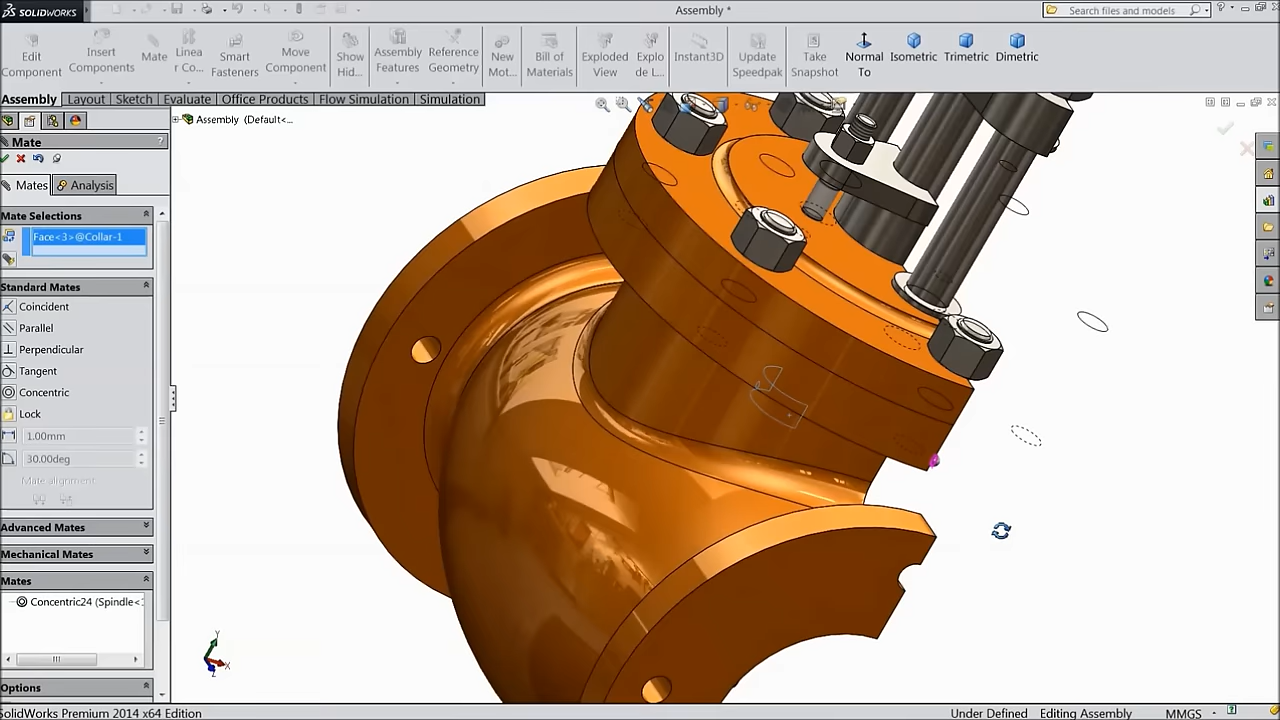 SOLIDWORKS
Assembly *
Search files and models
Edit Component
Insert Components
Mate
Linea r Co...
Smart Fasteners
Move Component
Show Hid...
Assembly Features
Reference Geometry
New Mot...
Bill of Materials
Exploded View
Explo de L...
Instant3D
Update Speedpak
Take Snapshot
Normal To
Isometric
Trimetric
Dimetric
Assembly
Layout
Sketch
Evaluate
Office Products
Flow Simulation
Simulation
Assembly (Default<...
Mate
?
Mates
Analysis
Mate Selections
Face<3>@Collar-1
Standard Mates
Coincident
Parallel
Perpendicular
Tangent
Concentric
Lock
1.00mm
30.00deg
Mate alignment
Advanced Mates
Mechanical Mates
Mates
Concentric24 (Spindle<
Options
Y
X
Z
SolidWorks Premium 2014 x64 Edition
Under Defined
Editing Assembly
MMGS